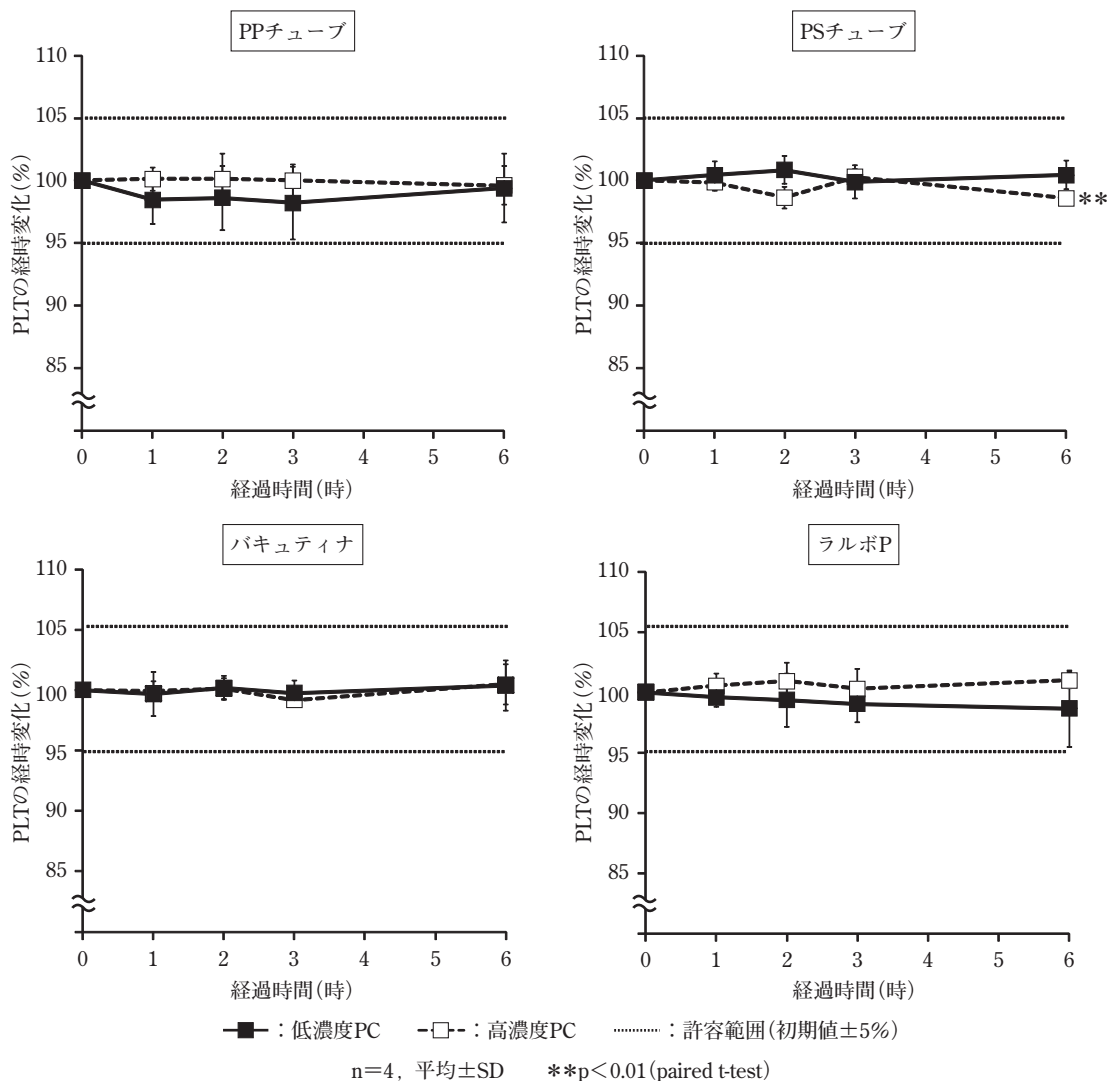 PPチューブ
110
105
100
95
90
85
PLTの経時変化(%)
0 1 2 3 4 5 6
経過時間(時)
PSチューブ
110
105
100
95
90
85
PLTの経時変化(%)
**
0 1 2 3 4 5 6
経過時間(時)
バキュティナ
110
105
100
95
90
85
PLTの経時変化(%)
0 1 2 3 4 5 6
経過時間(時)
ラルボP
110
105
100
95
90
85
PLTの経時変化(%)
0 1 2 3 4 5 6
経過時間(時)
：低濃度PC ：高濃度PC ：許容範囲(初期値±5%)
n=4, 平均±SD **p<0.01(paired t-test)